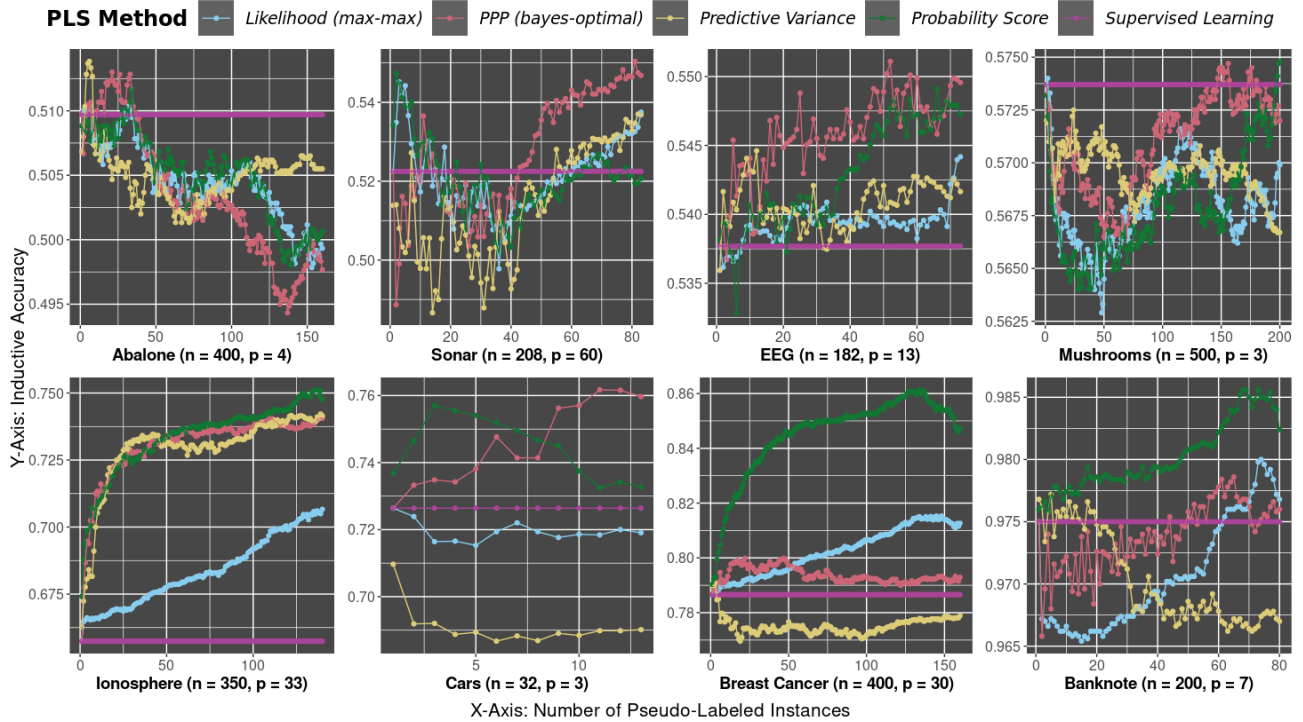 PLS Method Likelihood (max-max) PPP (bayes-optimal) Predictive Variance Probability Score Supervised Learning
Y-Axis: Inductive Accuracy
0.510
0.505
0.500
0.495
0 50 100 150
Abalone (n = 400, p = 4)
0.54
0.52
0.50
0 20 40 60 80
Sonar (n = 208, p = 60)
0.550
0.545
0.540
0.535
0 20 40 60
EEG (n = 182, p = 13)
0.5750
0.5725
0.5700
0.5675
0.5650
0.5625
0 50 100 150 200
Mushrooms (n = 500, p = 3)
0.750
0.725
0.700
0.675
0 50 100
Ionosphere (n = 350, p = 33)
0.76
0.74
0.72
0.70
5 10
Cars (n = 32, p = 3)
0.86
0.84
0.82
0.80
0.78
0 50 100 150
Breast Cancer (n = 400, p = 30)
0.985
0.980
0.975
0.970
0.965
0 20 40 60 80
Banknote (n = 200, p = 7)
X-Axis: Number of Pseudo-Labeled Instances